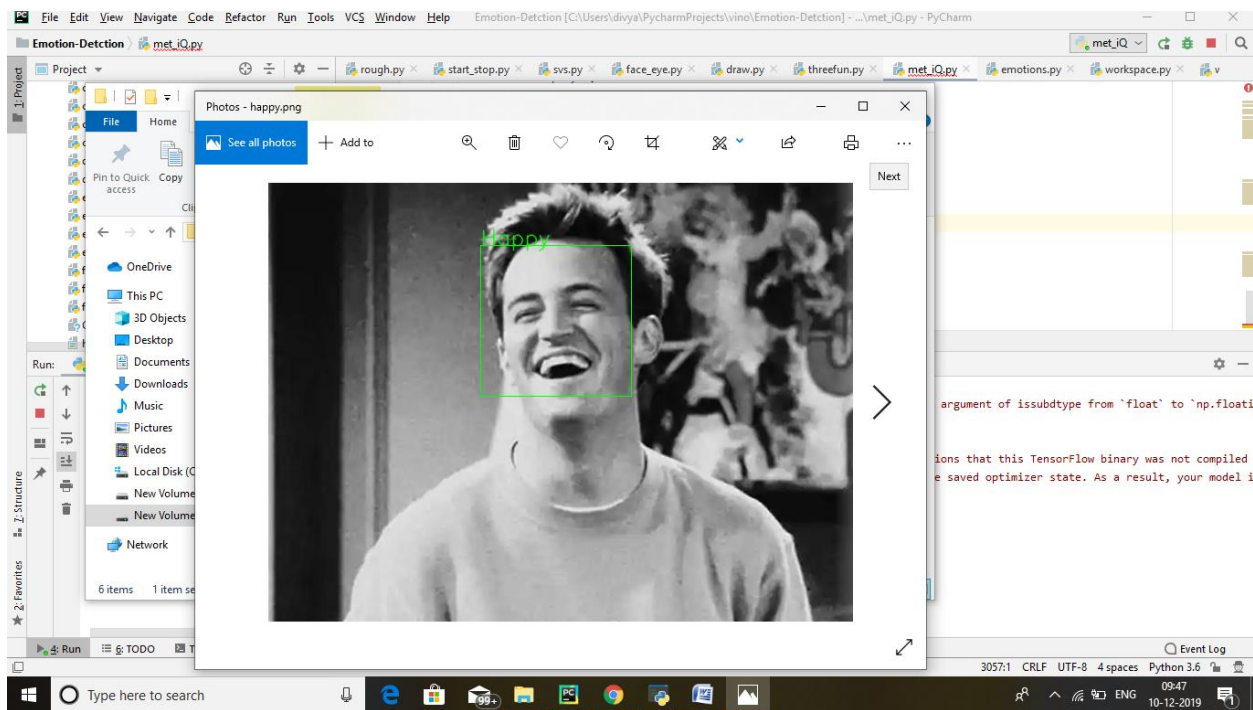 File Edit View Navigate Code Refactor Run Tools VCS Window Help Emotion-Detction [C:\Users\divya\PycharmProjects\vino\Emotion-Detction] - ...\met_iQ.py - PyCharm
Emotion-Detction met_iQ.py
met_iQ
1: Project
Project
rough.py start_stop.py svs.py face_eye.py draw.py threefun.py met_iQ.py emotions.py workspace.py
Photos - happy.png
File Home
See all photos Add to
Next
Pin to Quick access Copy
Happy
OneDrive
This PC
3D Objects
Desktop
Documents
Downloads
Music
Pictures
Videos
Local Disk (C
New Volume
New Volume
Network
6 items 1 item se
Run:
argument of issubdtype from `float` to `np.floati
ions that this TensorFlow binary was not compiled
e saved optimizer state. As a result, your model i
Z: Structure
2: Favorites
4: Run 6: TODO
Event Log
3057:1 CRLF UTF-8 4 spaces Python 3.6
Type here to search
99+
ENG
09:47
10-12-2019
1